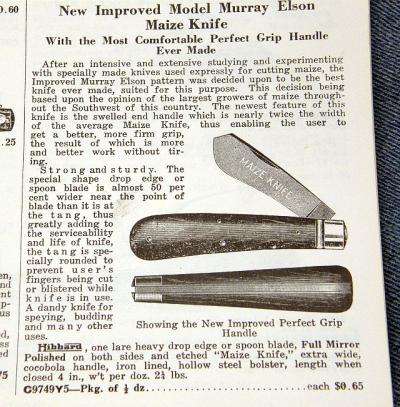 0.60
.25
en,
nd
nt
p-
us
d,
ss
ed
75
New Improved Model Murray Elson
Maize Knife
With the Most Comfortable Perfect Grip Handle
Ever Made
After an intensive and extensive studying and experimenting
with specially made knives used expressly for cutting maize, the
Improved Murray Elson pattern was decided upon to be the best
knife ever made, suited for this purpose. This decision being
based upon the opinion of the largest growers of maize through-
out the Southwest of this country. The newest feature of this
knife is the swelled end handle which is nearly twice the width
of the average Maize Knife, thus enabling the user to
get a better, more firm grip,
the result of which is more
and better work without tir-
ing.
Strong and sturdy. The
special shape drop edge or
spoon blade is almost 50 per
cent wider near the point of
blade than it is at
the tang, thus
greatly adding to
the serviceability
and life of knife,
the tang is spe-
cially rounded to
prevent user's
fingers being cut
or blistered while
knife is in use.
A dandy knife for
speying, budding
and many other
uses.
MAIZE KNIFE
Showing the New Improved Perfect Grip
Handle
Hibbard, one lare heavy drop edge or spoon blade, Full Mirror
Polished on both sides and etched "Maize Knife," extra wide,
cocobola handle, iron lined, hollow steel bolster, length when
closed 4 in., w't per doz. 2¼ lbs.
G9749Y5—Pkg. of ½ dz.....................each $0.65